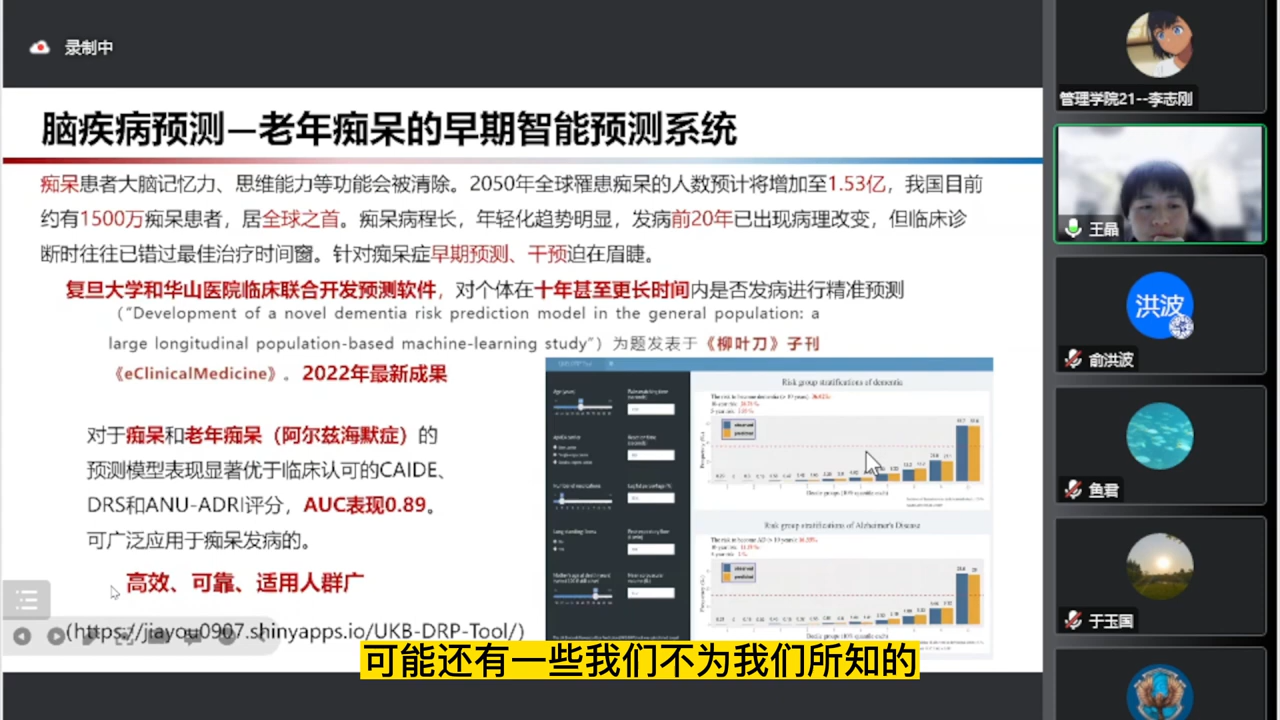 录制中
脑疾病预测—老年痴呆的早期智能预测系统
痴呆患者大脑记忆力、思维能力等功能会被清除。2050年全球罹患痴呆的人数预计将增加至1.53亿，我国目前
约有1500万痴呆患者，居全球之首。痴呆病程长，年轻化趋势明显，发病前20年已出现病理改变，但临床诊
断时往往已错过最佳治疗时间窗。针对痴呆症早期预测、干预迫在眉睫。
复旦大学和华山医院临床联合开发预测软件，对个体在十年甚至更长时间内是否发病进行精准预测
（“Development of a novel dementia risk prediction model in the general population: a
large longitudinal population-based machine-learning study”）为题发表于《柳叶刀》子刊
《eClinicalMedicine》。2022年最新成果
对于痴呆和老年痴呆（阿尔兹海默症）的
预测模型表现显著优于临床认可的CAIDE、
DRS和ANU-ADRI评分，AUC表现0.89。
可广泛应用于痴呆发病的。
高效、可靠、适用人群广
(https://jiayou0907.shinyapps.io/UKB-DRP-Tool/)
Risk group stratifications of dementia
Risk group stratifications of Alzheimer's Disease
可能还有一些我们不为我们所知的
管理学院21--李志刚
王晶
洪波
俞洪波
鱼君
于玉国